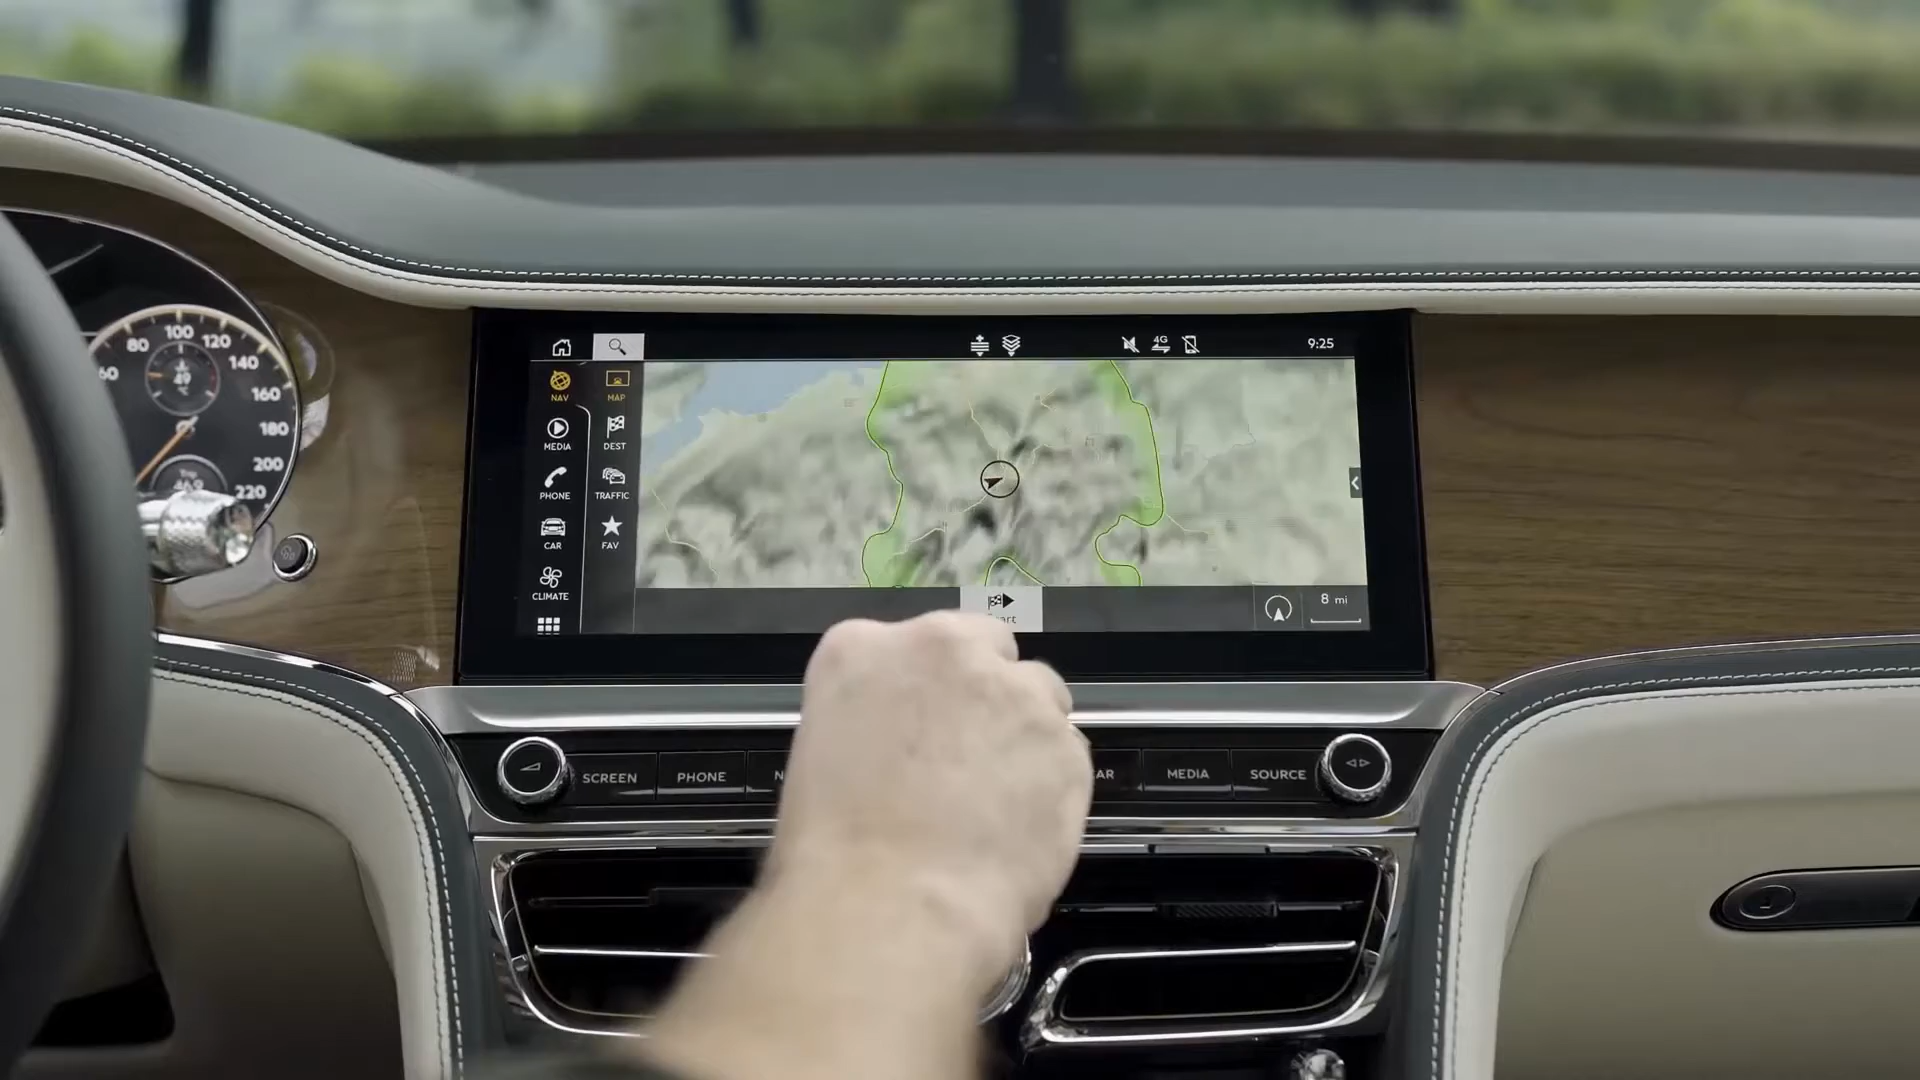 9:25
4G
NAV
MAP
MEDIA
DEST
PHONE
TRAFFIC
CAR
FAV
CLIMATE
8 mi
80
100
120
140
160
180
200
220
60
49
SCREEN
PHONE
MEDIA
SOURCE